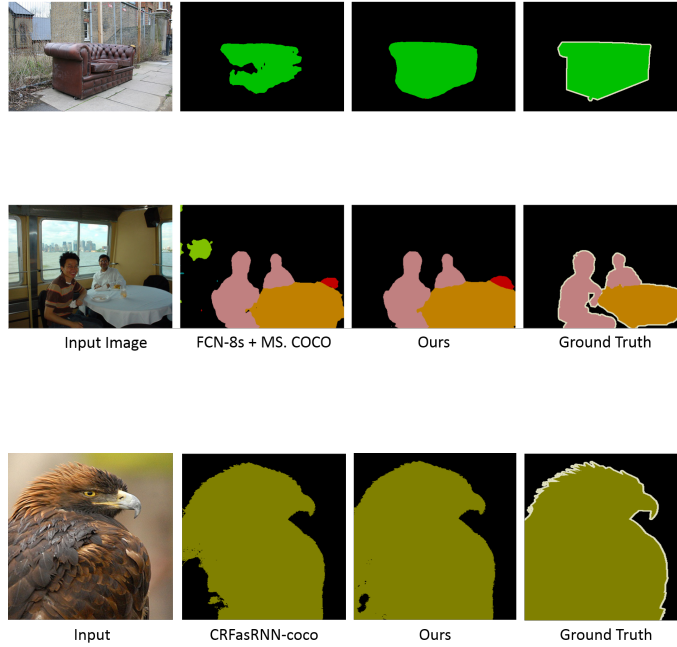 Input Image FCN-8s + MS. COCO Ours Ground Truth
Input CRFasRNN-coco Ours Ground Truth